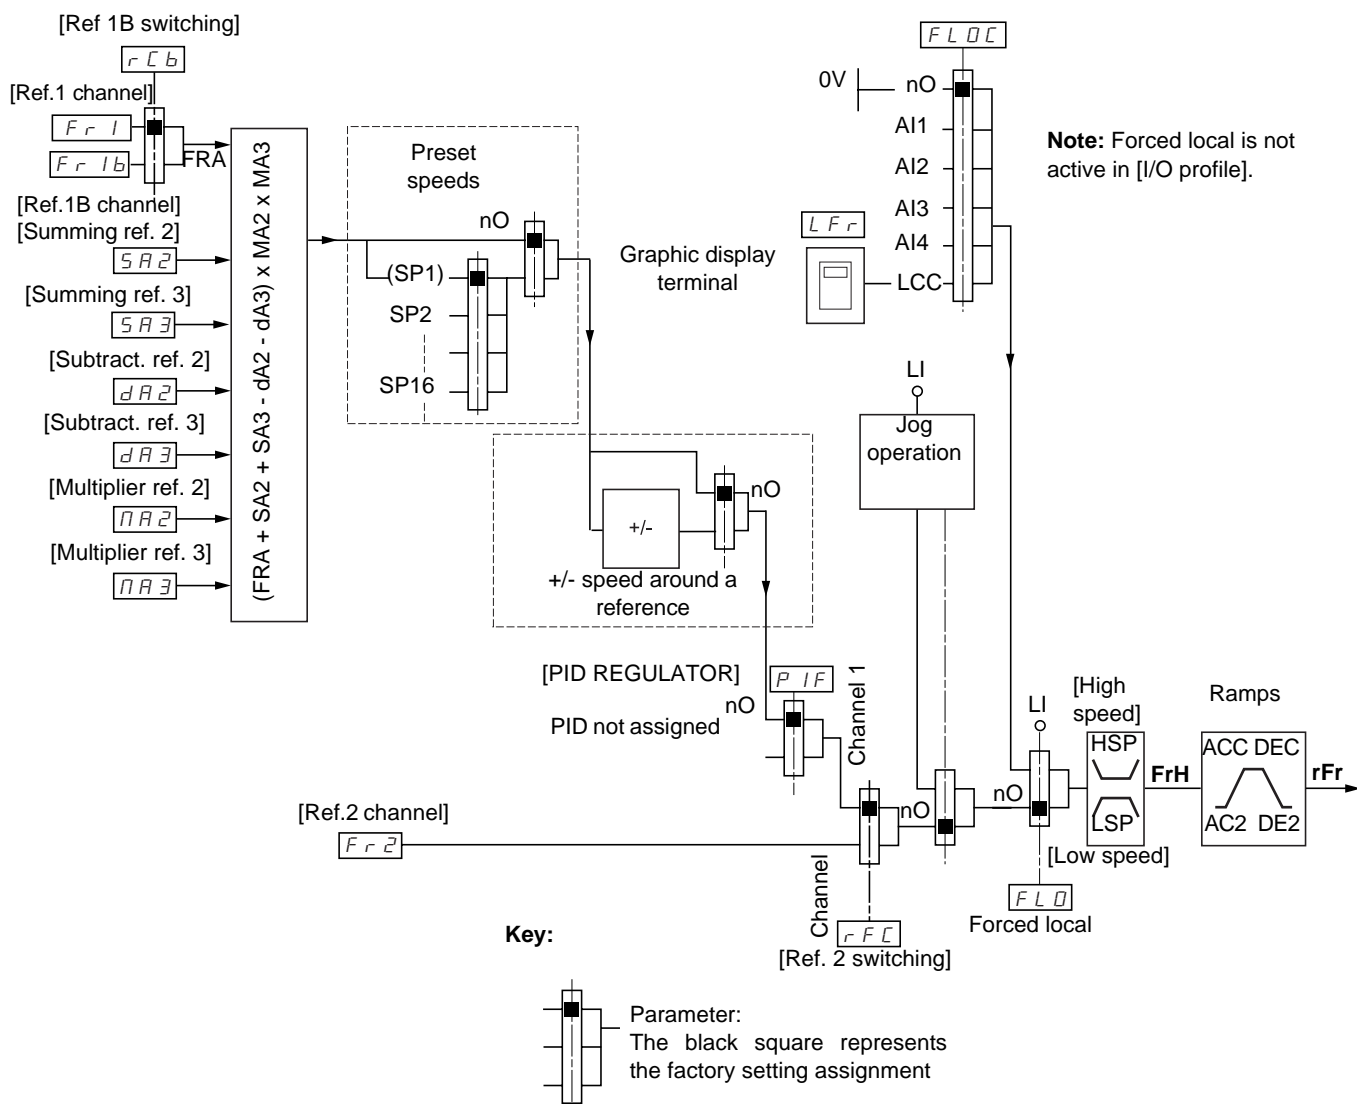 [Ref 1B switching]
rCb
[Ref.1 channel]
Fr1
Fr1b
FRA
[Ref.1B channel]
[Summing ref. 2]
SA2
[Summing ref. 3]
SA3
[Subtract. ref. 2]
dA2
[Subtract. ref. 3]
dA3
[Multiplier ref. 2]
MA2
[Multiplier ref. 3]
MA3
(FRA + SA2 + SA3 - dA2 - dA3) x MA2 x MA3
Preset
speeds
nO
(SP1)
SP2
SP16
+/-
nO
+/- speed around a
reference
FLOC
0V
nO
AI1
AI2
AI3
AI4
LCC
LFr
Graphic display
terminal
Note: Forced local is not
active in [I/O profile].
LI
Jog
operation
[PID REGULATOR]
PIF
nO
PID not assigned
Channel 1
[Ref.2 channel]
Fr2
Channel
nO
rFC
[Ref. 2 switching]
nO
LI
FLO
Forced local
[High
speed]
HSP
LSP
[Low speed]
FrH
Ramps
ACC DEC
AC2 DE2
rFr
Key:
Parameter:
The black square represents
the factory setting assignment